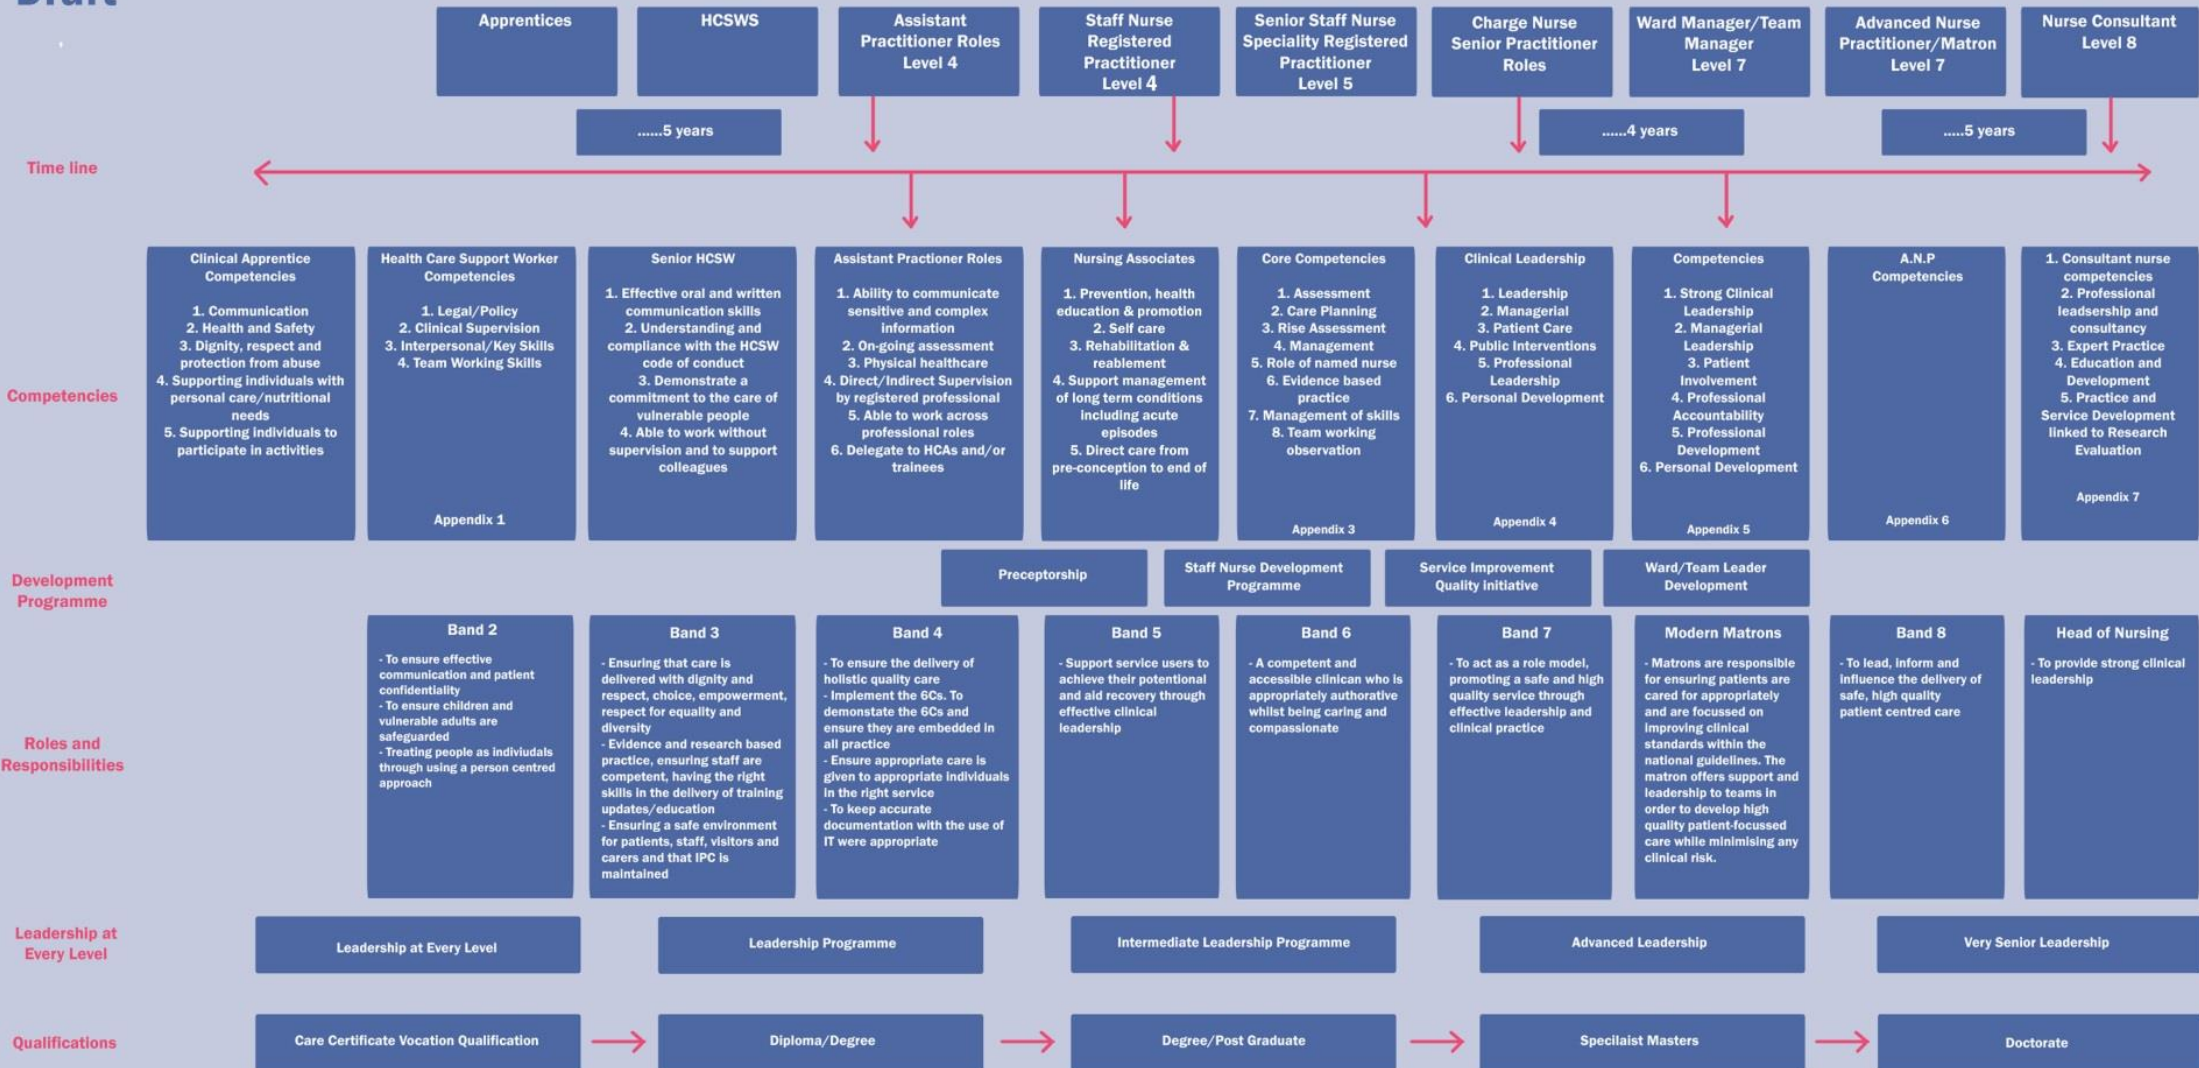 Draft
Apprentices
HCSWS
Assistant
Practitioner Roles
Level 4
Staff Nurse
Registered
Practitioner
Level 4
Senior Staff Nurse
Speciality Registered
Practitioner
Level 5
Charge Nurse
Senior Practitioner
Roles
Ward Manager/Team
Manager
Level 7
Advanced Nurse
Practitioner/Matron
Level 7
Nurse Consultant
Level 8
......5 years
......4 years
......5 years
Time line
Competencies
Clinical Apprentice
Competencies
1. Communication
2. Health and Safety
3. Dignity, respect and
protection from abuse
4. Supporting individuals with
personal care/nutritional
needs
5. Supporting individuals to
participate in activities
Health Care Support Worker
Competencies
1. Legal/Policy
2. Clinical Supervision
3. Interpersonal/Key Skills
4. Team Working Skills
Appendix 1
Senior HCSW
1. Effective oral and written
communication skills
2. Understanding and
compliance with the HCSW
code of conduct
3. Demonstrate a
commitment to the care of
vulnerable people
4. Able to work without
supervision and to support
colleagues
Assistant Practioner Roles
1. Ability to communicate
sensitive and complex
information
2. On-going assessment
3. Physical healthcare
4. Direct/Indirect Supervision
by registered professional
5. Able to work across
professional roles
6. Delegate to HCAs and/or
trainees
Nursing Associates
1. Prevention, health
education & promotion
2. Self care
3. Rehabilitation &
reablement
4. Support management
of long term conditions
including acute
episodes
5. Direct care from
pre-conception to end of
life
Core Competencies
1. Assessment
2. Care Planning
3. Rise Assessment
4. Management
5. Role of named nurse
6. Evidence based
practice
7. Management of skills
8. Team working
observation
Appendix 3
Clinical Leadership
1. Leadership
2. Managerial
3. Patient Care
4. Public Interventions
5. Professional
Leadership
6. Personal Development
Appendix 4
Competencies
1. Strong Clinical
Leadership
2. Managerial
Leadership
3. Patient
Involvement
4. Professional
Accountability
5. Professional
Development
6. Personal Development
Appendix 5
A.N.P
Competencies
Appendix 6
1. Consultant nurse
competencies
2. Professional
leadsership and
consultancy
3. Expert Practice
4. Education and
Development
5. Practice and
Service Development
linked to Research
Evaluation
Appendix 7
Development
Programme
Preceptorship
Staff Nurse Development
Programme
Service Improvement
Quality initiative
Ward/Team Leader
Development
Roles and
Responsibilities
Band 2
- To ensure effective
communication and patient
confidentiality
- To ensure children and
vulnerable adults are
safeguarded
- Treating people as indiviudals
through using a person centred
approach
Band 3
- Ensuring that care is
delivered with dignity and
respect, choice, empowerment,
respect for equality and
diversity
- Evidence and research based
practice, ensuring staff are
competent, having the right
skills in the delivery of training
updates/education
- Ensuring a safe environment
for patients, staff, visitors and
carers and that IPC is
maintained
Band 4
- To ensure the delivery of
holistic quality care
- Implement the 6Cs. To
demonstate the 6Cs and
ensure they are embedded in
all practice
- Ensure appropriate care is
given to appropriate individuals
in the right service
- To keep accurate
documentation with the use of
IT were appropriate
Band 5
- Support service users to
achieve their potentional
and aid recovery through
effective clinical
leadership
Band 6
- A competent and
accessible clinican who is
appropriately authorative
whilst being caring and
compassionate
Band 7
- To act as a role model,
promoting a safe and high
quality service through
effective leadership and
clinical practice
Modern Matrons
- Matrons are responsible
for ensuring patients are
cared for appropriately
and are focussed on
improving clinical
standards within the
national guidelines. The
matron offers support and
leadership to teams in
order to develop high
quality patient-focussed
care while minimising any
clinical risk.
Band 8
- To lead, inform and
influence the delivery of
safe, high quality
patient centred care
Head of Nursing
- To provide strong clinical
leadership
Leadership at
Every Level
Leadership at Every Level
Leadership Programme
Intermediate Leadership Programme
Advanced Leadership
Very Senior Leadership
Qualifications
Care Certificate Vocation Qualification
Diploma/Degree
Degree/Post Graduate
Specilaist Masters
Doctorate